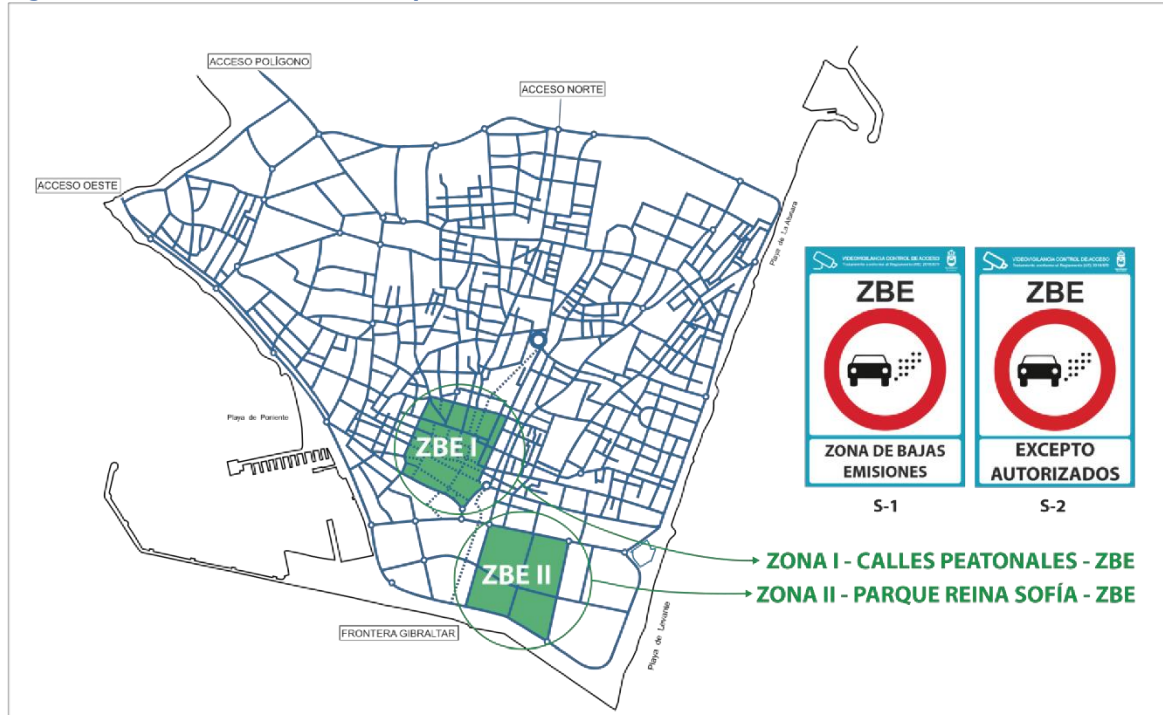 ACCESO POLÍGONO
ACCESO NORTE
ACCESO OESTE
Playa de La Atunara
Playa de Poniente
ZBE I
ZBE II
FRONTERA GIBRALTAR
Playa de Levante
VIDEOVIGILANCIA CONTROL DE ACCESO
ZBE
ZONA DE BAJAS
EMISIONES
S-1
VIDEOVIGILANCIA CONTROL DE ACCESO
ZBE
EXCEPTO
AUTORIZADOS
S-2
ZONA I - CALLES PEATONALES - ZBE
ZONA II - PARQUE REINA SOFÍA - ZBE